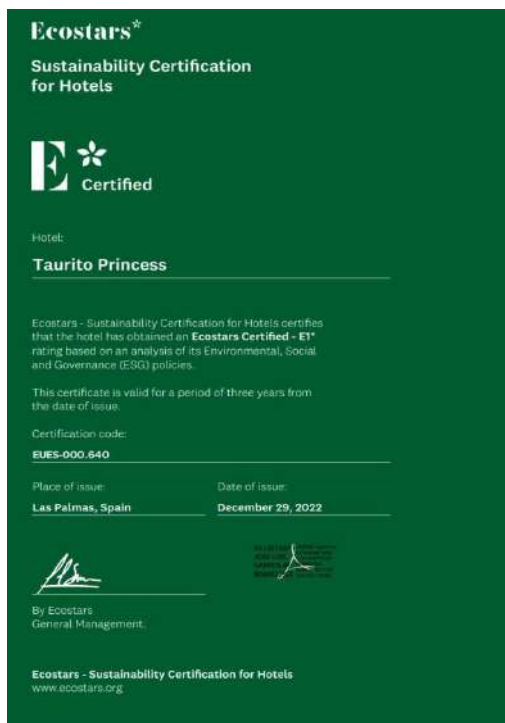 Ecostars*
Sustainability Certification
for Hotels
E*
Certified
Hotel:
Taurito Princess
Ecostars - Sustainability Certification for Hotels certifies
that the hotel has obtained an Ecostars Certified - E1*
rating based on an analysis of its Environmental, Social
and Governance (ESG) policies.
This certificate is valid for a period of three years from
the date of issue.
Certification code:
EUES-000.640
Place of issue: Date of issue:
Las Palmas, Spain December 29, 2022
By Ecostars
General Management.
Ecostars - Sustainability Certification for Hotels
www.ecostars.org